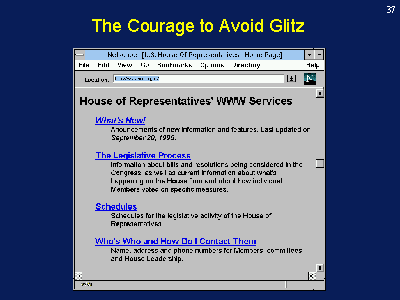 37
The Courage to Avoid Glitz
Netscape - [U.S. House Of Representatives - Home Page]
File Edit View Go Bookmarks Options Directory Help
Location:
House of Representatives' WWW Services
What's New!
Anouncements of new information and features. Last updated on
September 20, 1995.
The Legislative Process
Information about bills and resolutions being considered in the
Congress, as well as current information about what's
happening on the House floor and about how individual
Members voted on specific measures.
Schedules
Schedules for the legislative activity of the House of
Representatives
Who's Who and How Do I Contact Them
Name, address and phone numbers for Members, committees
and House Leadership.